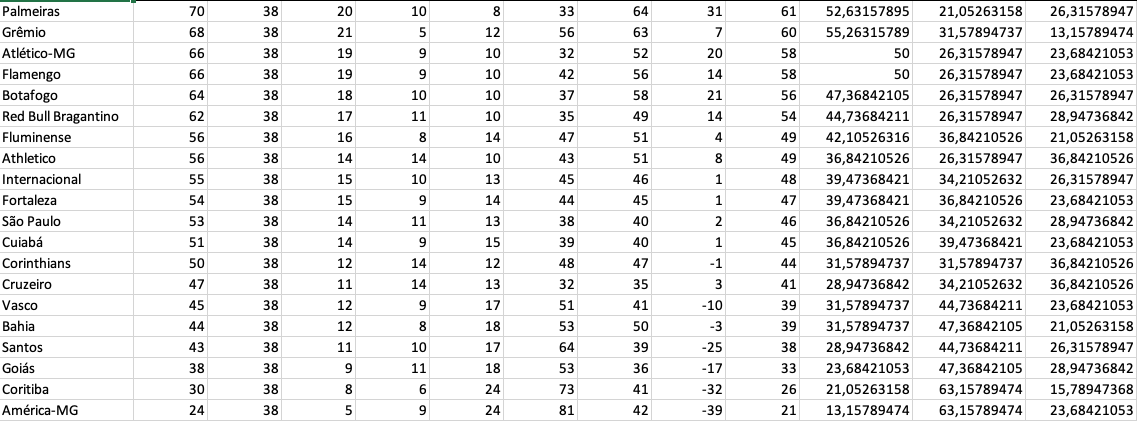 Palmeiras 70 38 20 10 8 33 64 31 61 52,63157895 21,05263158 26,31578947
Grêmio 68 38 21 5 12 56 63 7 60 55,26315789 31,57894737 13,15789474
Atlético-MG 66 38 19 9 10 32 52 20 58 50 26,31578947 23,68421053
Flamengo 66 38 19 9 10 42 56 14 58 50 26,31578947 23,68421053
Botafogo 64 38 18 10 10 37 58 21 56 47,36842105 26,31578947 26,31578947
Red Bull Bragantino 62 38 17 11 10 35 49 14 54 44,73684211 26,31578947 28,94736842
Fluminense 56 38 16 8 14 47 51 4 49 42,10526316 36,84210526 21,05263158
Athletico 56 38 14 14 10 43 51 8 49 36,84210526 26,31578947 36,84210526
Internacional 55 38 15 10 13 45 46 1 48 39,47368421 34,21052632 26,31578947
Fortaleza 54 38 15 9 14 44 45 1 47 39,47368421 36,84210526 23,68421053
São Paulo 53 38 14 11 13 38 40 2 46 36,84210526 34,21052632 28,94736842
Cuiabá 51 38 14 9 15 39 40 1 45 36,84210526 39,47368421 23,68421053
Corinthians 50 38 12 14 12 48 47 -1 44 31,57894737 31,57894737 36,84210526
Cruzeiro 47 38 11 14 13 32 35 3 41 28,94736842 34,21052632 36,84210526
Vasco 45 38 12 9 17 51 41 -10 39 31,57894737 44,73684211 23,68421053
Bahia 44 38 12 8 18 53 50 -3 39 31,57894737 47,36842105 21,05263158
Santos 43 38 11 10 17 64 39 -25 38 28,94736842 44,73684211 26,31578947
Goiás 38 38 9 11 18 53 36 -17 33 23,68421053 47,36842105 28,94736842
Coritiba 30 38 8 6 24 73 41 -32 26 21,05263158 63,15789474 15,78947368
América-MG 24 38 5 9 24 81 42 -39 21 13,15789474 63,15789474 23,68421053